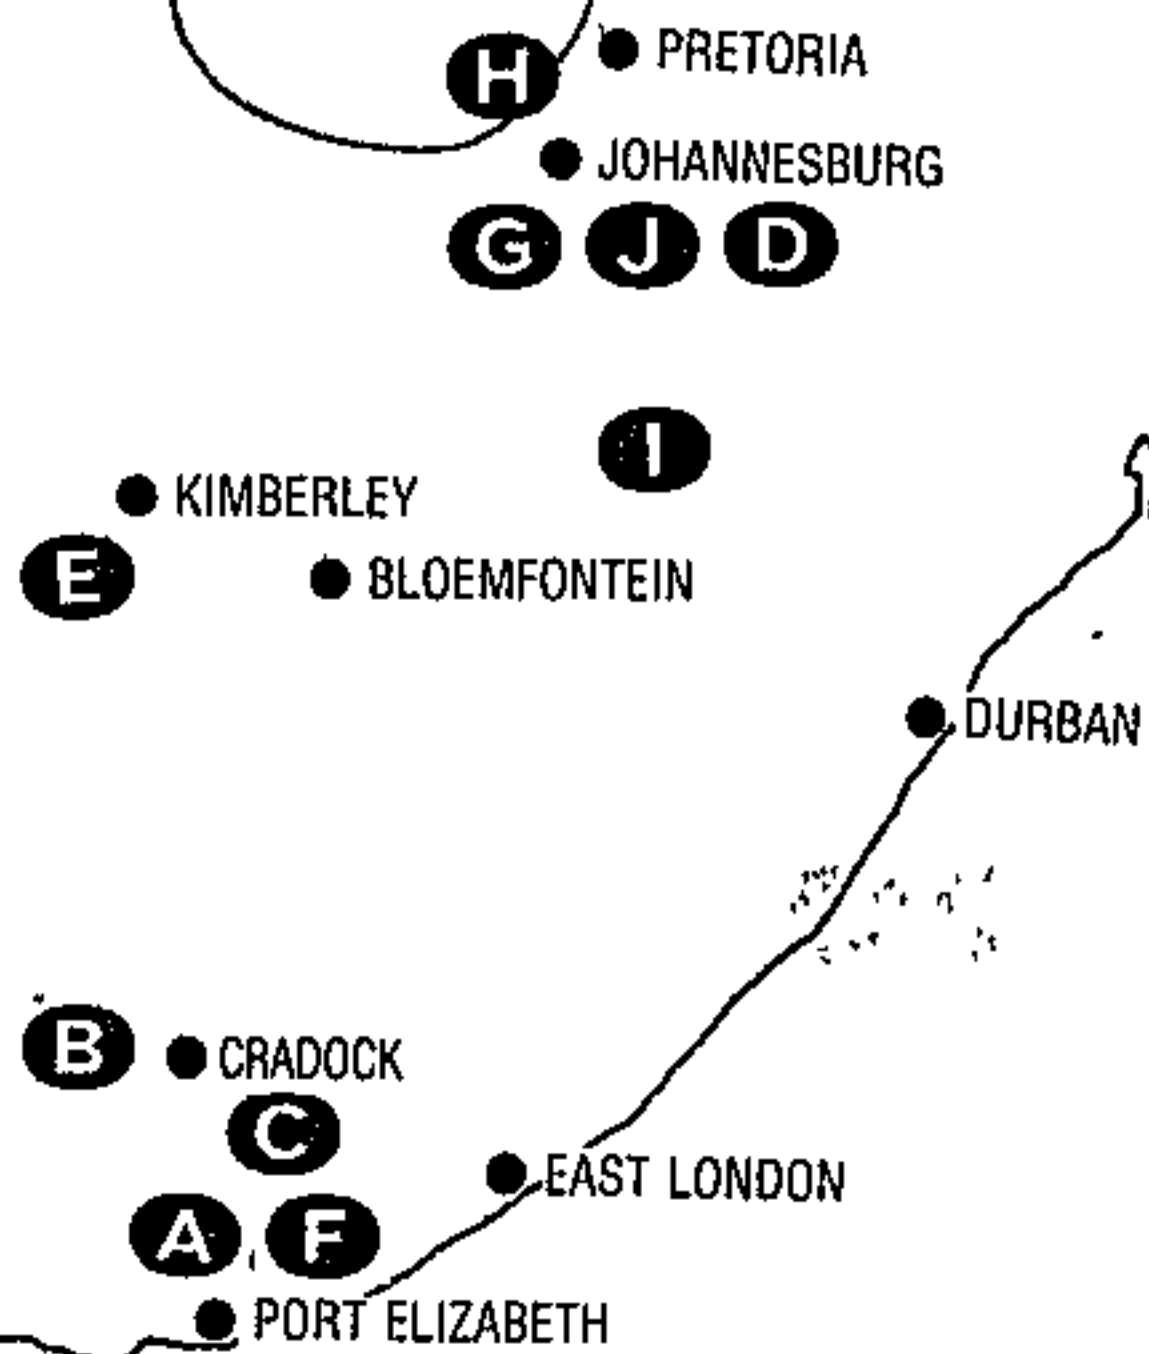 H PRETORIA
JOHANNESBURG
G J D
I
KIMBERLEY
E BLOEMFONTEIN
DURBAN
B CRADOCK
C
EAST LONDON
A F
PORT ELIZABETH